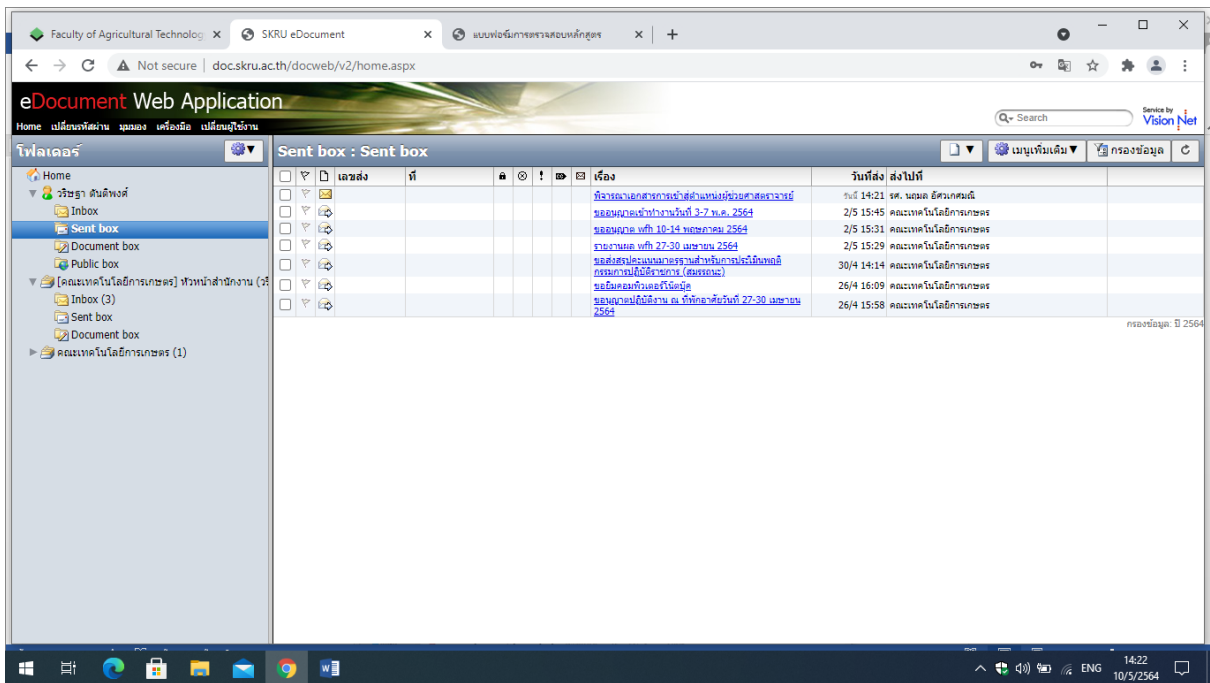 Faculty of Agricultural Technolog
SKRU eDocument
แบบฟอร์มการตรวจสอบหลักสูตร
Not secure | doc.skru.ac.th/docweb/v2/home.aspx
eDocument Web Application
Home เปลี่ยนรหัสผ่าน มุมมอง เครื่องมือ เปลี่ยนผู้ใช้งาน
Search
Service by
Vision Net
โฟลเดอร์
Sent box : Sent box
เมนูเพิ่มเติม
กรองข้อมูล
Home
วริษฐา ตันติพงศ์
Inbox
Sent box
Document box
Public box
[คณะเทคโนโลยีการเกษตร] หัวหน้าสำนักงาน (วริ
Inbox (3)
Sent box
Document box
คณะเทคโนโลยีการเกษตร (1)
เลขส่ง ที่ เรื่อง วันที่ส่ง ส่งไปที่
พิจารณาเอกสารการเข้าสู่ตำแหน่งผู้ช่วยศาสตราจารย์ วันนี้ 14:21 รศ. นฤมล อัศวเกศมณี
ขออนุญาตเข้าทำงานวันที่ 3-7 พ.ค. 2564 2/5 15:45 คณะเทคโนโลยีการเกษตร
ขออนุญาต wfh 10-14 พฤษภาคม 2564 2/5 15:31 คณะเทคโนโลยีการเกษตร
รายงานผล wfh 27-30 เมษายน 2564 2/5 15:29 คณะเทคโนโลยีการเกษตร
ขอส่งสรุปคะแนนมาตรฐานสำหรับการประเมินพฤติ
กรรมการปฏิบัติราชการ (สมรรถนะ) 30/4 14:14 คณะเทคโนโลยีการเกษตร
ขอยืมคอมพิวเตอร์โน้ตบุ๊ค 26/4 16:09 คณะเทคโนโลยีการเกษตร
ขอนุญาตปฏิบัติงาน ณ ที่พักอาศัยวันที่ 27-30 เมษายน
2564 26/4 15:58 คณะเทคโนโลยีการเกษตร
กรองข้อมูล: ปี 2564
ENG
14:22
10/5/2564